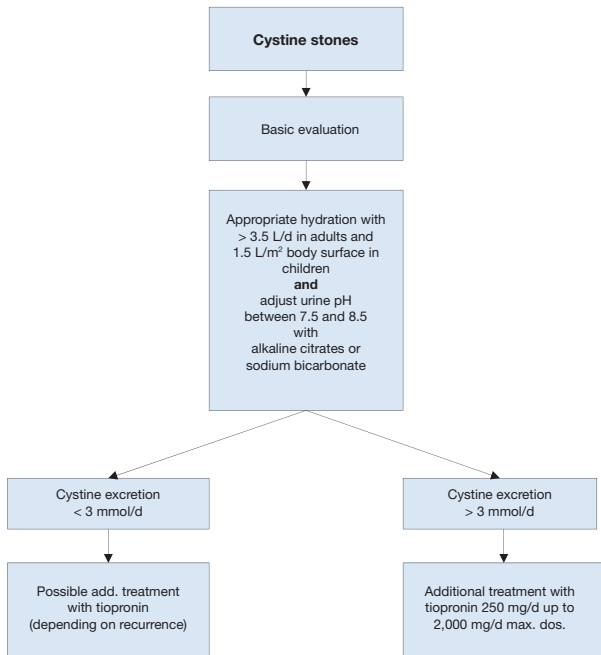 Cystine stones
Basic evaluation
Appropriate hydration with
> 3.5 L/d in adults and
1.5 L/m² body surface in
children
and
adjust urine pH
between 7.5 and 8.5
with
alkaline citrates or
sodium bicarbonate
Cystine excretion
< 3 mmol/d
Cystine excretion
> 3 mmol/d
Possible add. treatment
with tiopronin
(depending on recurrence)
Additional treatment with
tiopronin 250 mg/d up to
2,000 mg/d max. dos.